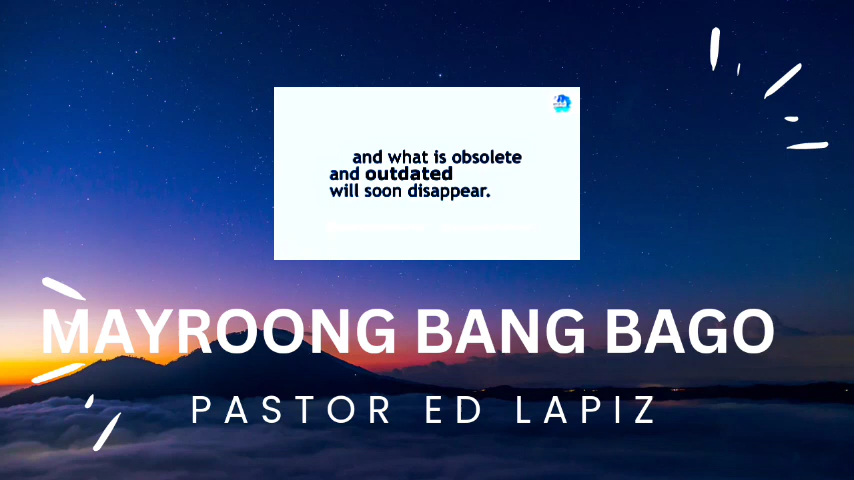 and what is obsolete
and outdated
will soon disappear.
MAYROONG BANG BAGO
PASTOR ED LAPIZ